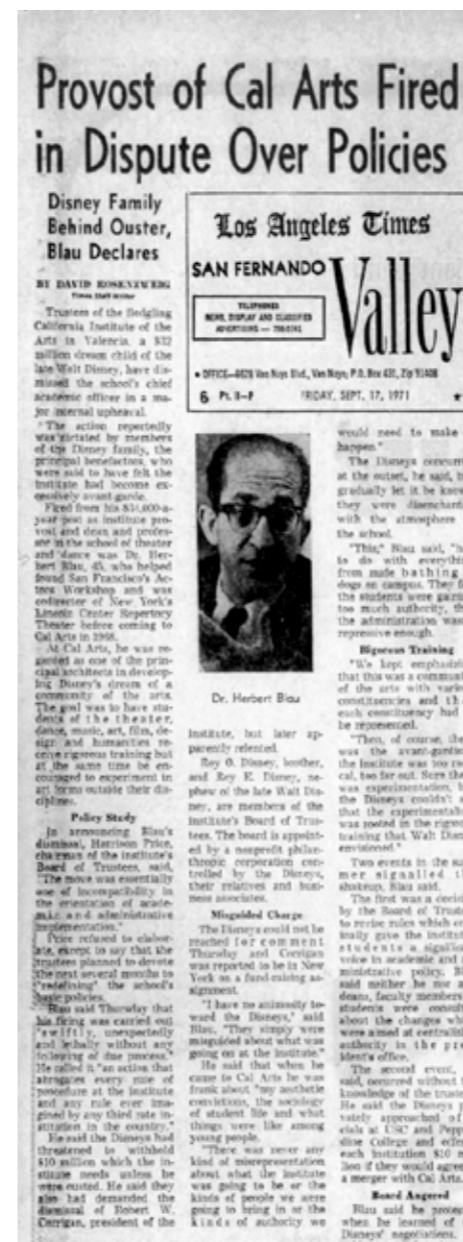 Provost of Cal Arts Fired
in Dispute Over Policies
Disney Family
Behind Ouster,
Blau Declares
BY DAVID ROSENZWEIG
Times Staff Writer
Trustees of the fledgling
California Institute of the
Arts in Valencia, a $32
million dream child of the
late Walt Disney, have dis-
missed the school's chief
academic officer in a ma-
jor internal upheaval.
The action reportedly
was dictated by members
of the Disney family, the
principal benefactors, who
were said to have felt the
institute had become ex-
cessively avant-garde.
Fired from his
year post as institute pro-
vost and dean and profes-
sor in the school of theater
and dance was Dr. Her-
bert Blau, 45, who helped
found San Francisco's Ac-
tors Workshop and was
codirector of New York's
Lincoln Center Repertory
Theater before coming to
Cal Arts in 1968.
At Cal Arts, he was re-
garded as one of the prin-
cipal architects in develop-
ing Disney's dream of a
community of the arts.
The goal was to have stu-
dents of the theater,
dance, music, art, film, de-
sign and humanities re-
ceive rigorous training but
at the same time be en-
couraged to experiment in
art forms outside their dis-
cipline.
Policy Study
In announcing Blau's
dismissal, Harrison Price,
chairman of the institute's
Board of Trustees, said,
"The move was essentially
one of incompatibility in
the orientation of acade-
mic and administrative
implementation."
Price refused to elabor-
ate, except to say that the
trustees planned to devote
the next several months to
"redefining" the school's
basic policies.
Blau said Thursday that
his firing was carried out
"swiftly, unexpectedly
and lethally without any
following of due process."
He called it "an action that
abrogates every rule of
procedure at the institute
and any rule ever ima-
gined by any third rate in-
stitution in the country."
He said the Disneys had
threatened to withhold
$10 million which the in-
stitute needs unless he
were ousted. He said they
also had demanded the
dismissal of Robert W.
Corrigan, president of the
Los Angeles Times
SAN FERNANDO
Valley
TELEPHONES
NEWS, DISPLAY AND CLASSIFIED
ADVERTISING —
• OFFICE— Van Nuys Blvd., Van Nuys; P.O. Box Zip
6 Pt. II—F FRIDAY, SEPT. 17, 1971 ★
Dr. Herbert Blau
institute, but later ap-
parently relented.
Roy O. Disney, brother,
and Roy E. Disney, ne-
phew of the late Walt Dis-
ney, are members of the
institute's Board of Trus-
tees. The board is appoint-
ed by a nonprofit philan-
thropic corporation con-
trolled by the Disneys,
their relatives and busi-
ness associates.
Misguided Charge
The Disneys could not be
reached for comment
Thursday and Corrigan
was reported to be in New
York on a fund-raising as-
signment.
"I have no animosity to-
ward the Disneys," said
Blau. "They simply were
misguided about what was
going on at the institute."
He said that when he
came to Cal Arts he was
frank about "my aesthetic
convictions, the sociology
of student life and what
things were like among
young people.
"There was never any
kind of misrepresentation
about what the institute
was going to be or the
kinds of people we were
going to bring in or the
kinds of authority we
would need to make
happen."
The Disneys concurr
at the outset, he said, b
gradually let it be know
they were disenchant
with the atmosphere
the school.
"This," Blau said, "h
to do with everythi
from nude bathing
dogs on campus. They f
the students were gaini
too much authority, th
the administration was
repressive enough.
Rigorous Training
"We kept emphasizi
that this was a communi
of the arts with vario
constituencies and th
each constituency had
be represented.
"Then, of course, the
was the avant-gardis
the institute was too ra
cal, too far out. Sure the
was experimentation, b
the Disneys couldn't s
that the experimentati
was rooted in the rigoro
training that Walt Disn
envisioned."
Two events in the su
mer signalled th
shakeup, Blau said.
The first was a decisi
by the Board of Truste
to revise rules which or
inally gave the institut
students a signific
voice in academic and a
ministrative policy. Bl
said neither he nor a
deans, faculty members
students were consult
about the changes whi
were aimed at centralizi
authority in the pre
ident's office.
The second event, h
said, occurred without t
knowledge of the truste
He said the Disneys p
vately approached of
cials at USC and Pepp
dine College and
each institution $10 m
lion if they would agree
a merger with Cal Arts.
Board Angered
Blau said he protes
when he learned of
Disneys' negotiations.